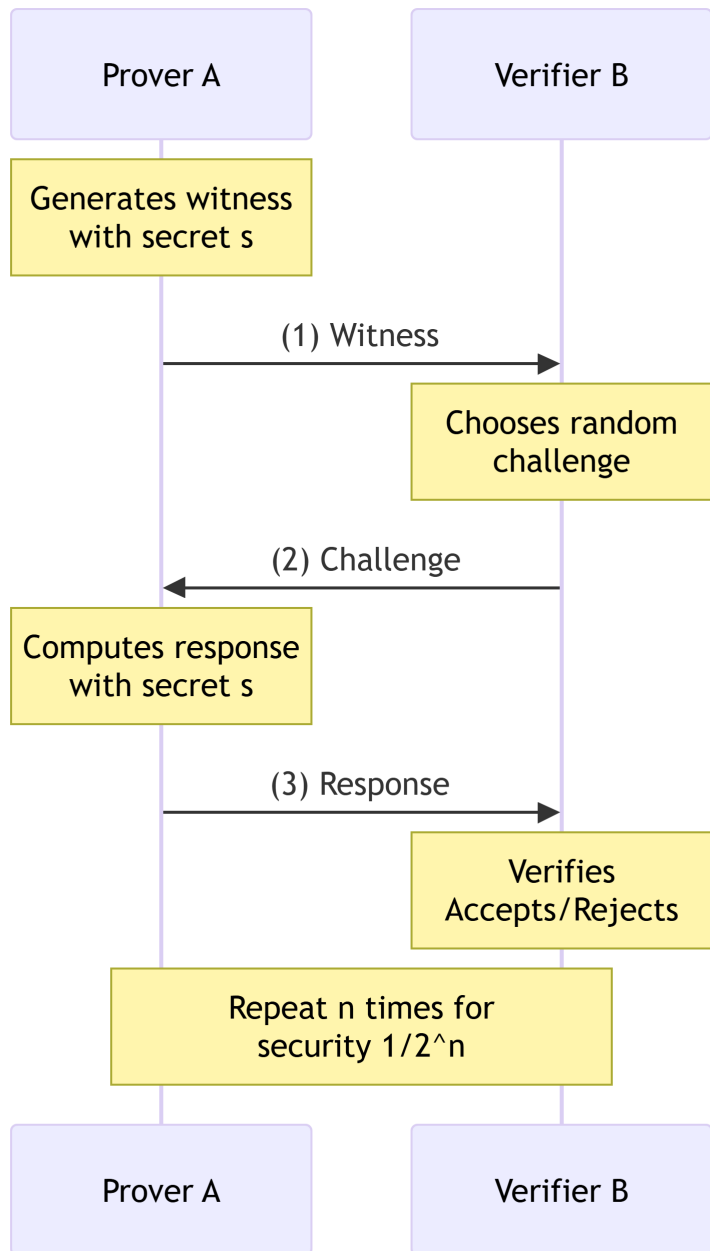 Prover A
Verifier B
Generates witness
with secret s
(1) Witness
Chooses random
challenge
(2) Challenge
Computes response
with secret s
(3) Response
Verifies
Accepts/Rejects
Repeat n times for
security 1/2^n
Prover A
Verifier B